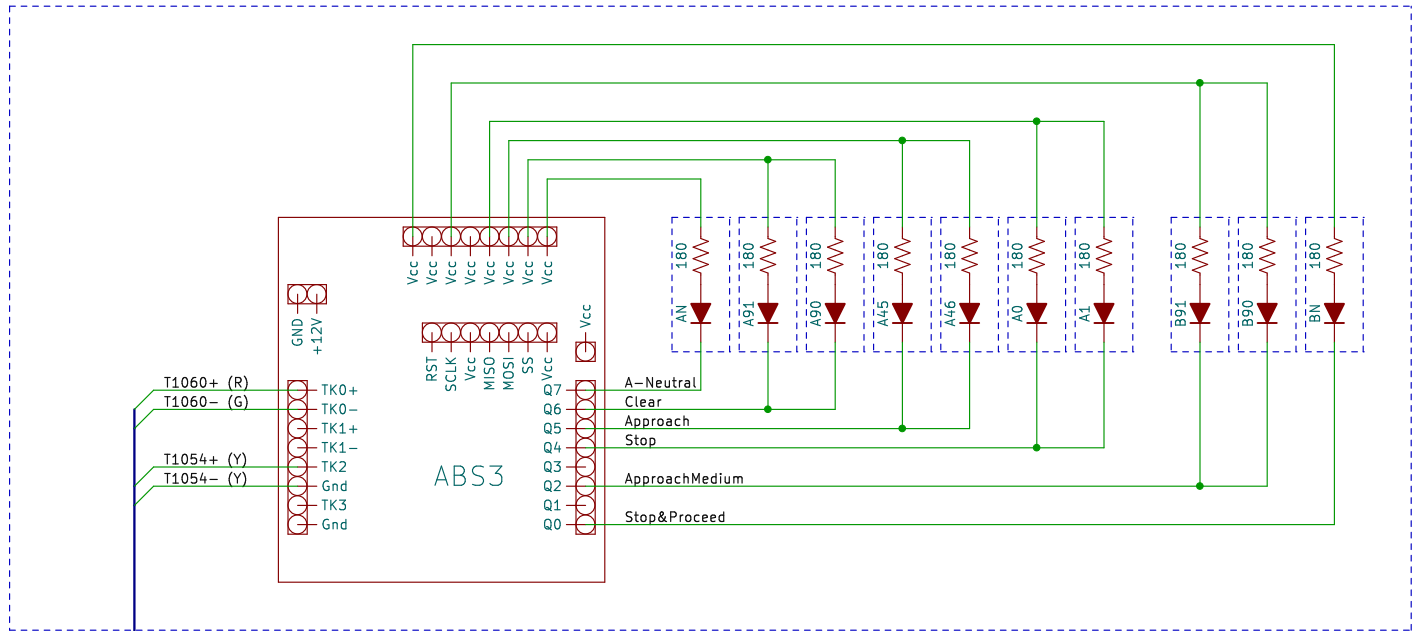 Vcc Vcc Vcc Vcc Vcc Vcc Vcc Vcc
GND
+12V
RST SCLK Vcc MISO MOSI SS Vcc
Vcc
180 180 180 180 180 180 180 180 180 180
AN A91 A90 A45 A46 A0 A1 B91 B90 BN
T1060+ (R)
T1060- (G)
T1054+ (Y)
T1054- (Y)
TK0+
TK0-
TK1+
TK1-
TK2
Gnd
TK3
Gnd
ABS3
Q7
Q6
Q5
Q4
Q3
Q2
Q1
Q0
A-Neutral
Clear
Approach
Stop
ApproachMedium
Stop&Proceed